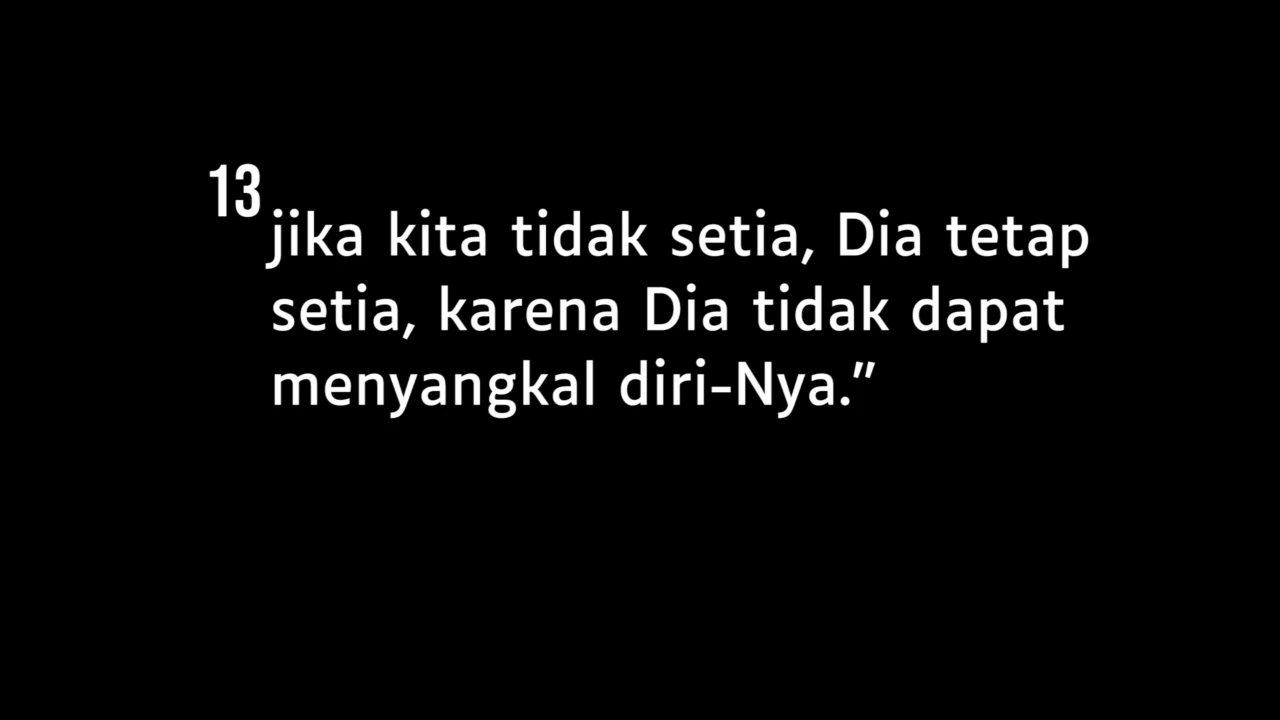 13
jika kita tidak setia, Dia tetap
setia, karena Dia tidak dapat
menyangkal diri-Nya.”